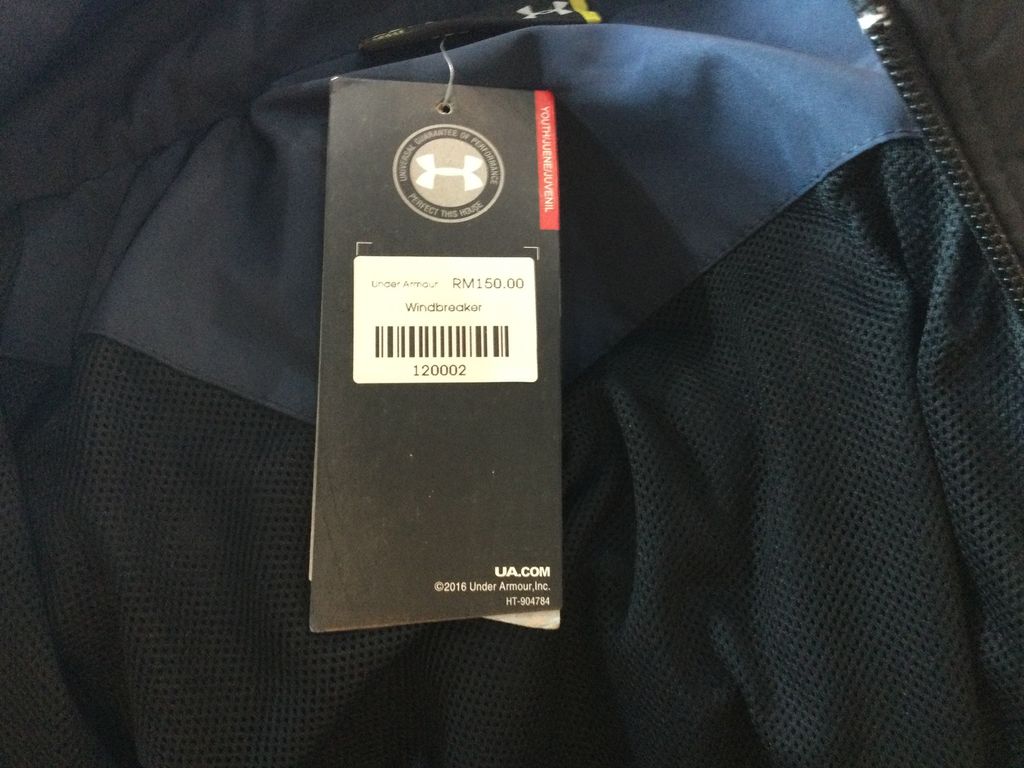 UNIVERSAL GUARANTEE OF PERFORMANCE
PERFECT THIS HOUSE
YOUTH/JEUNE/JUVENIL
Under Armour RM150.00
Windbreaker
120002
UA.COM
©2016 Under Armour, Inc.
HT-904784